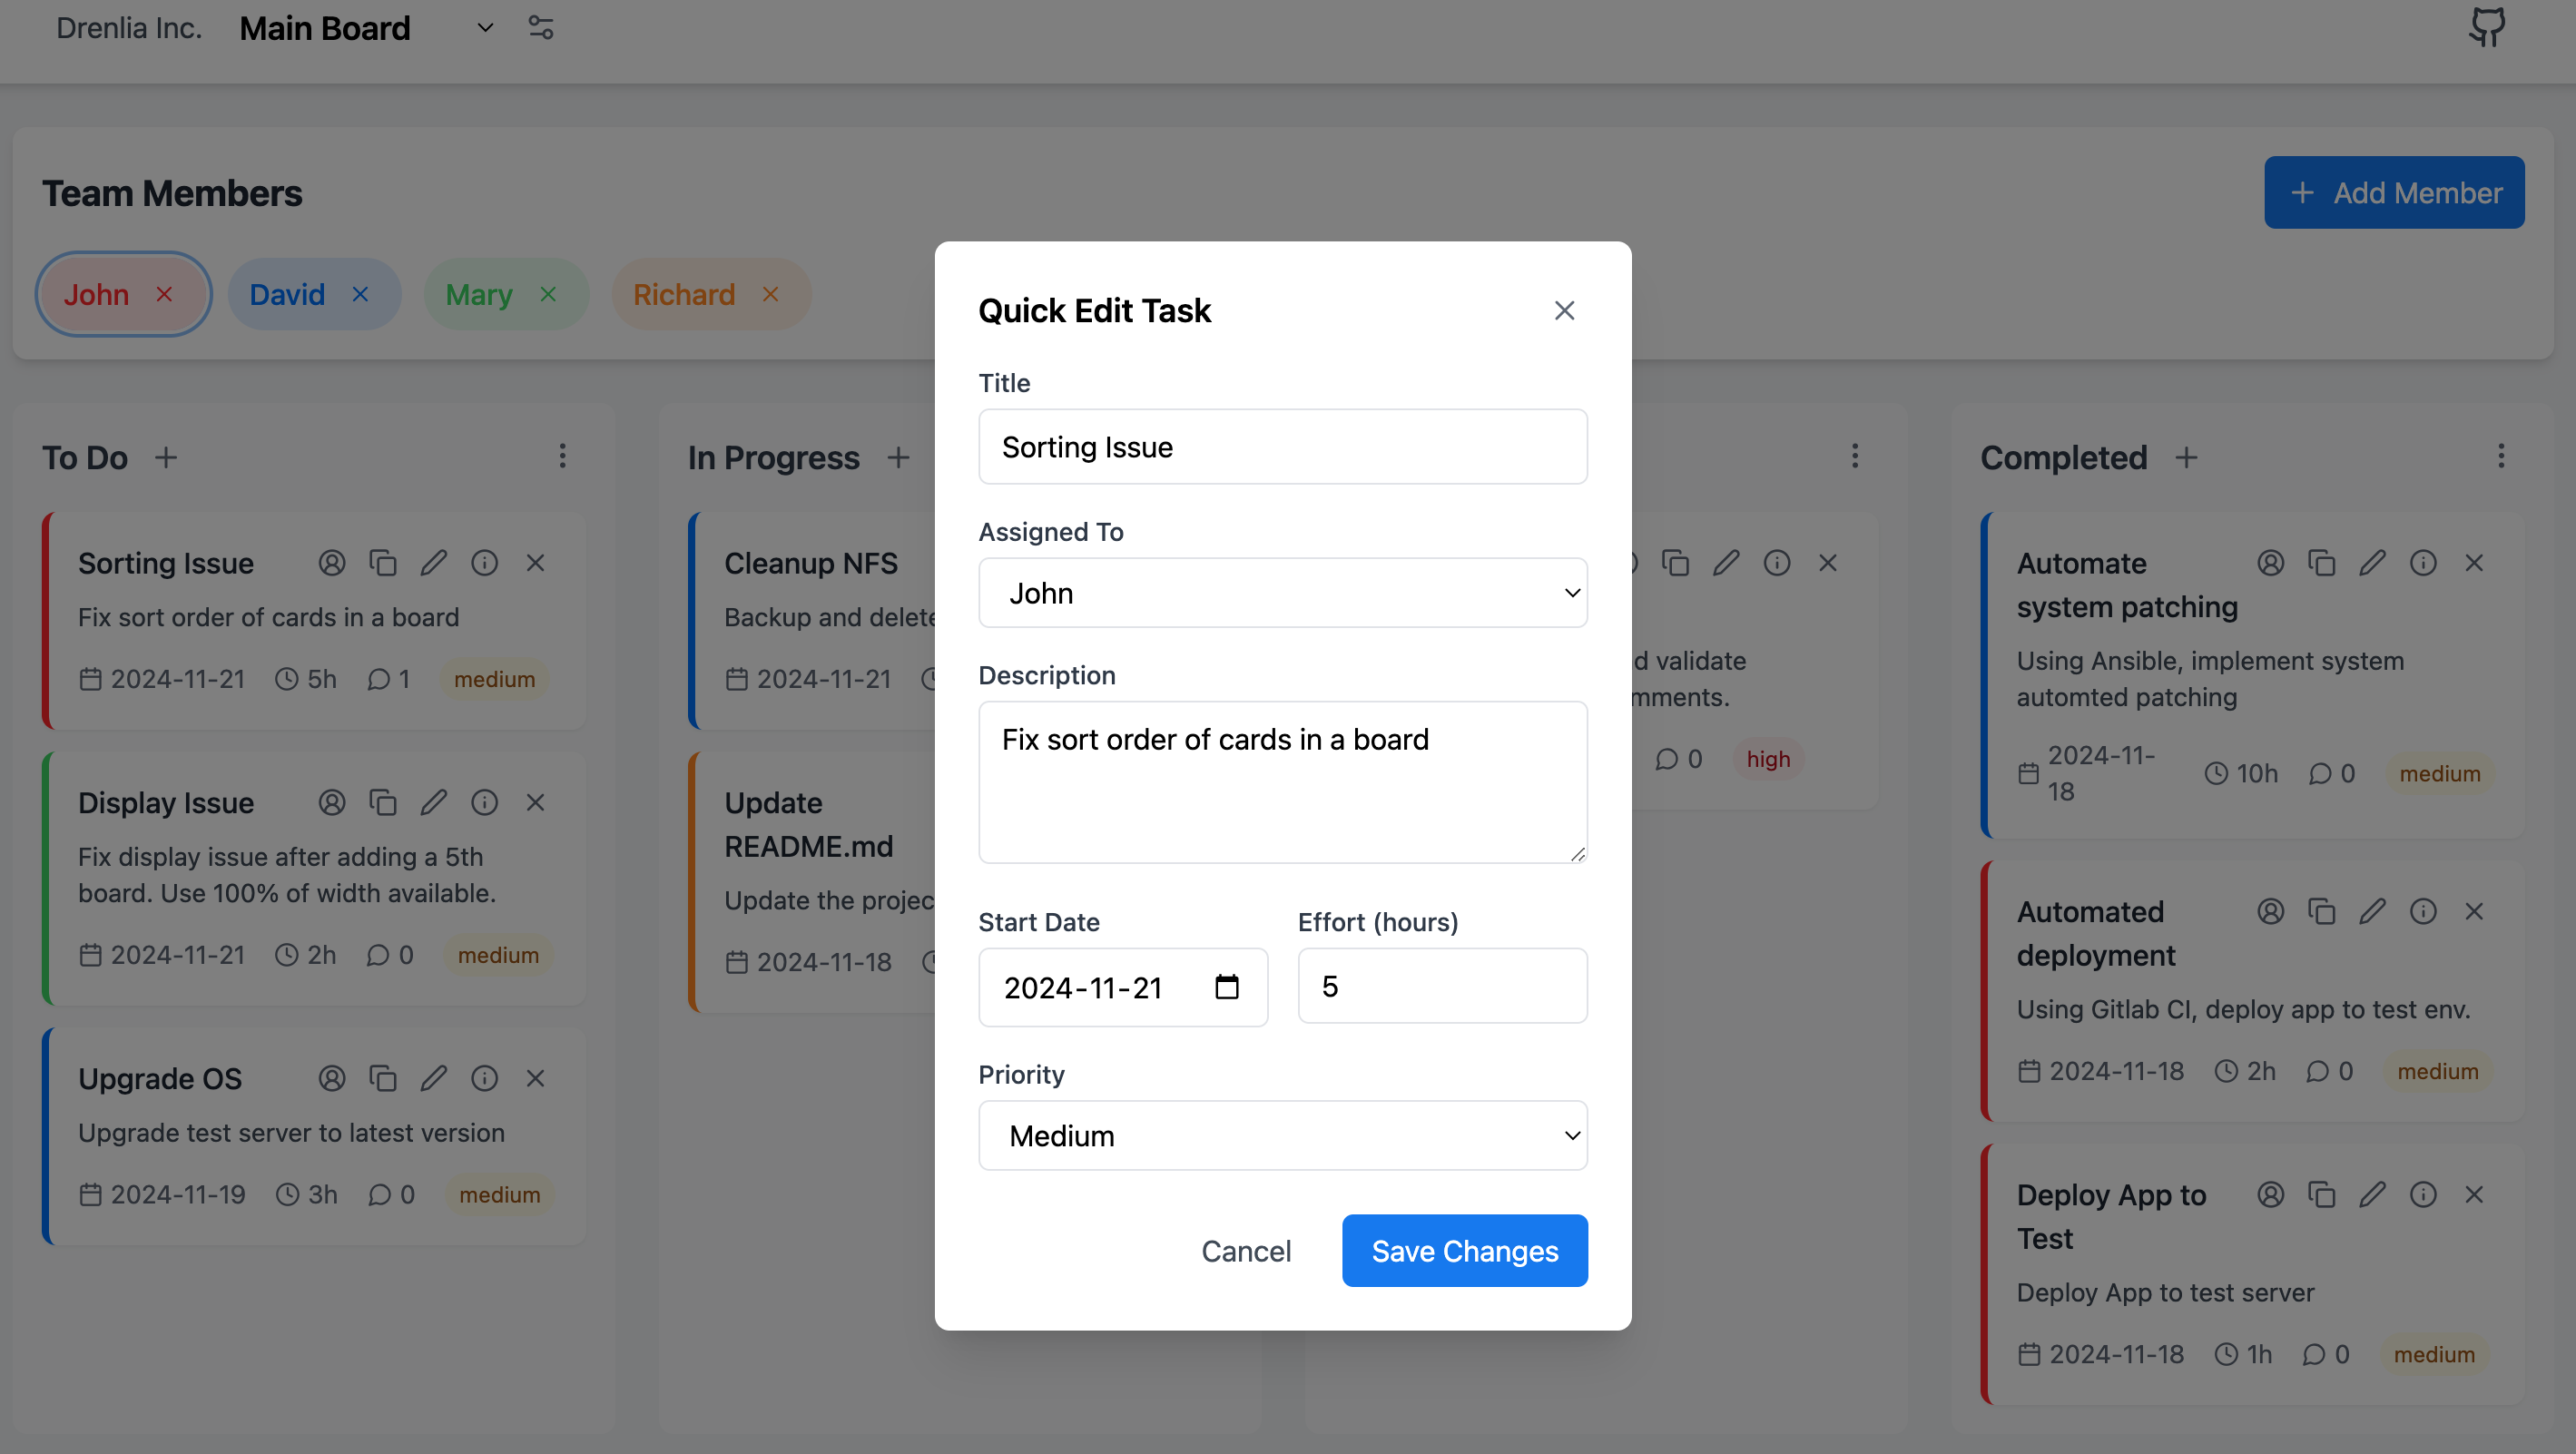 Drenlia Inc. Main Board
Team Members
+ Add Member
John
David
Mary
Richard
To Do
Sorting Issue
Fix sort order of cards in a board
2024-11-21 5h 1 medium
Display Issue
Fix display issue after adding a 5th
board. Use 100% of width available.
2024-11-21 2h 0 medium
Upgrade OS
Upgrade test server to latest version
2024-11-19 3h 0 medium
In Progress
Cleanup NFS
Backup and delete
2024-11-21
Update
README.md
Update the projec
2024-11-18
Quick Edit Task
Title
Sorting Issue
Assigned To
John
Description
Fix sort order of cards in a board
Start Date
2024-11-21
Effort (hours)
5
Priority
Medium
Cancel
Save Changes
d validate
mments.
0 high
Completed
Automate
system patching
Using Ansible, implement system
automted patching
2024-11-
18
10h 0 medium
Automated
deployment
Using Gitlab CI, deploy app to test env.
2024-11-18 2h 0 medium
Deploy App to
Test
Deploy App to test server
2024-11-18 1h 0 medium